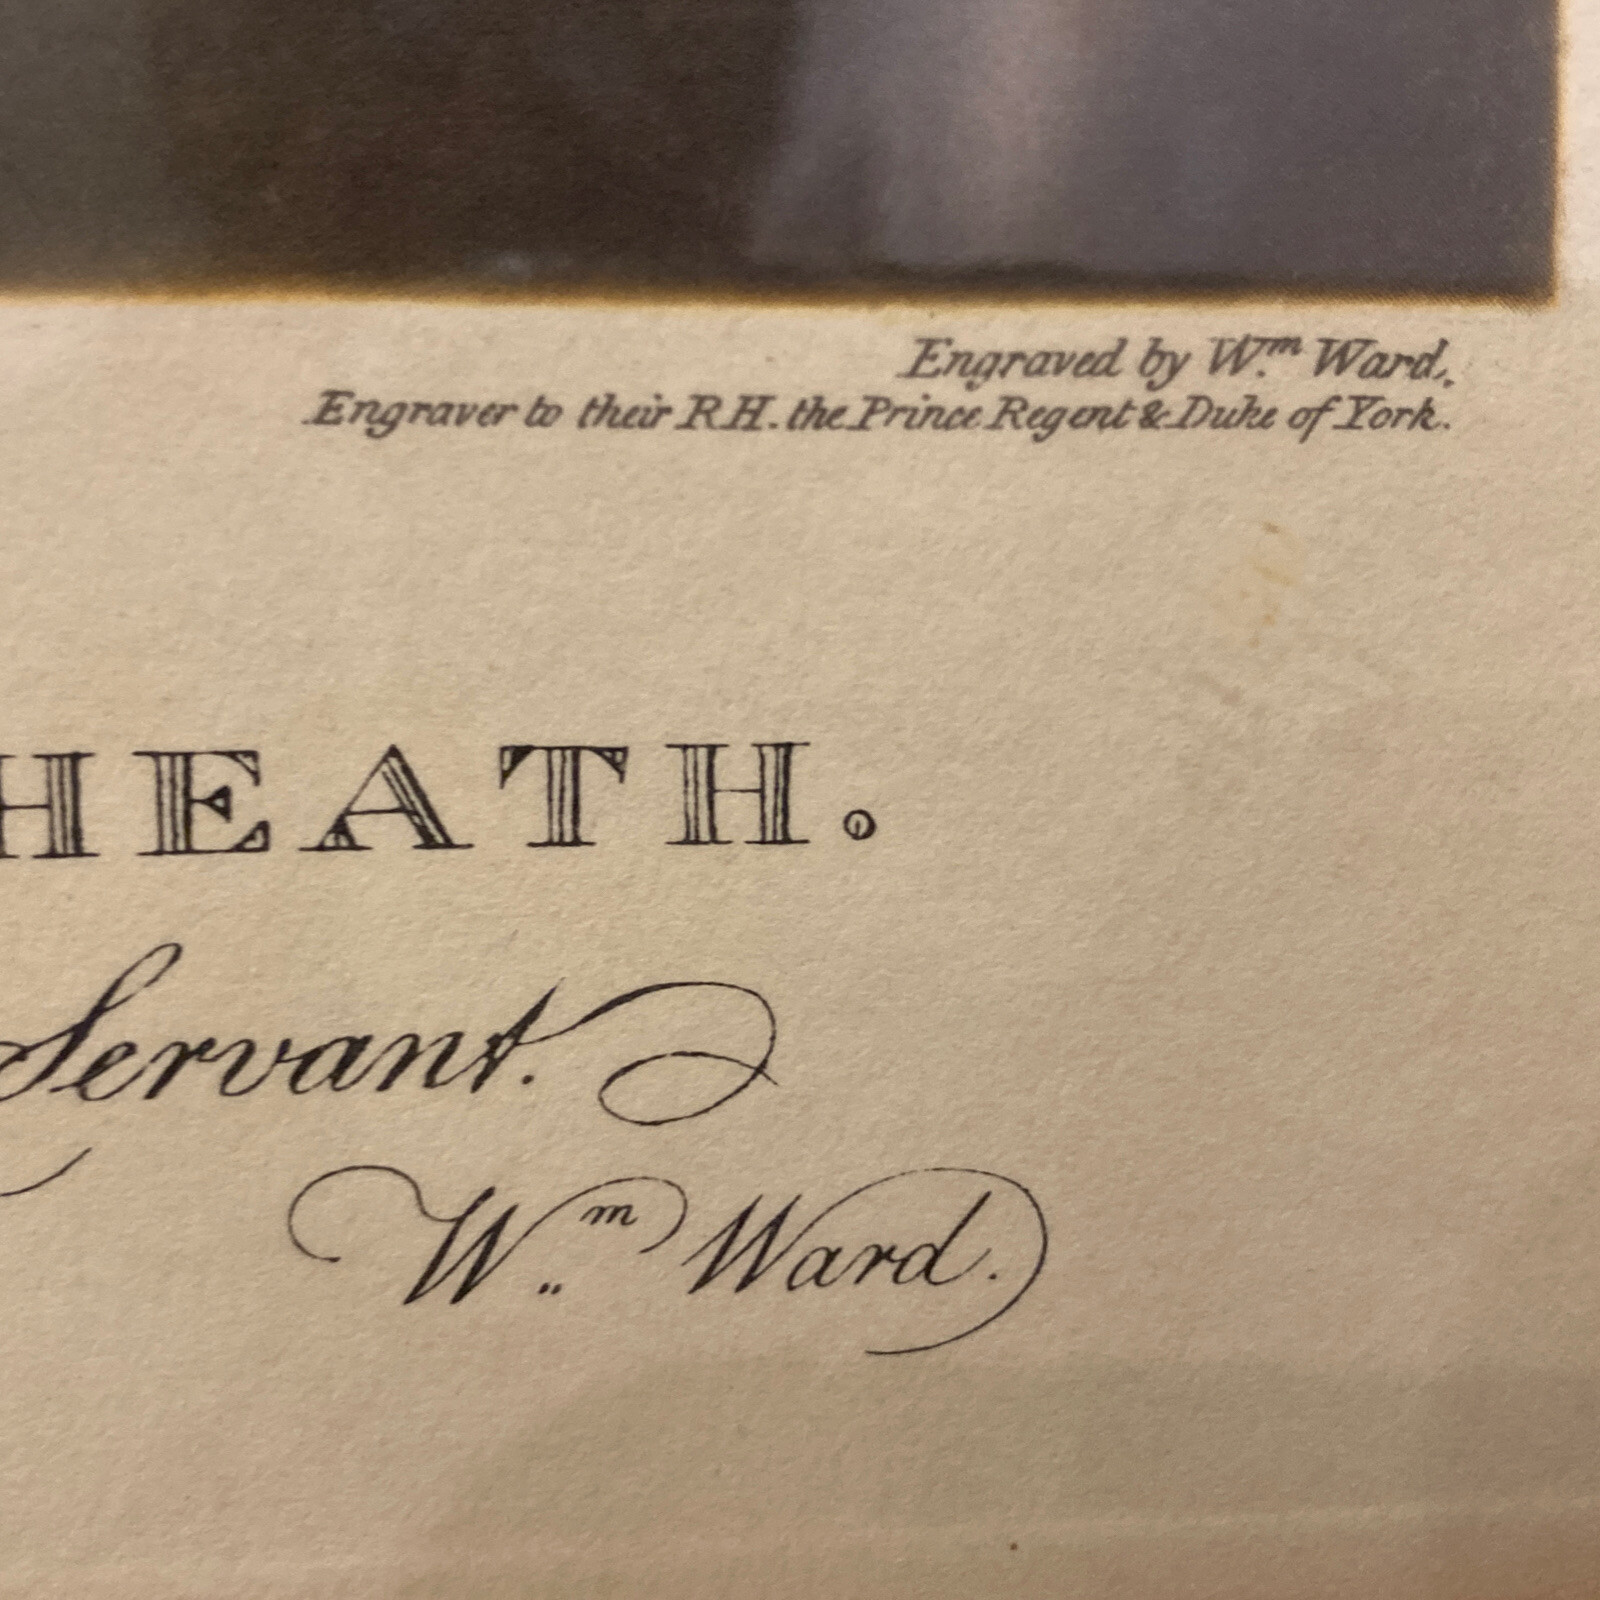 Engraved by Wm. Ward,
Engraver to their R.H. the Prince Regent & Duke of York.
HEATH.
Servant.
Wm. Ward.